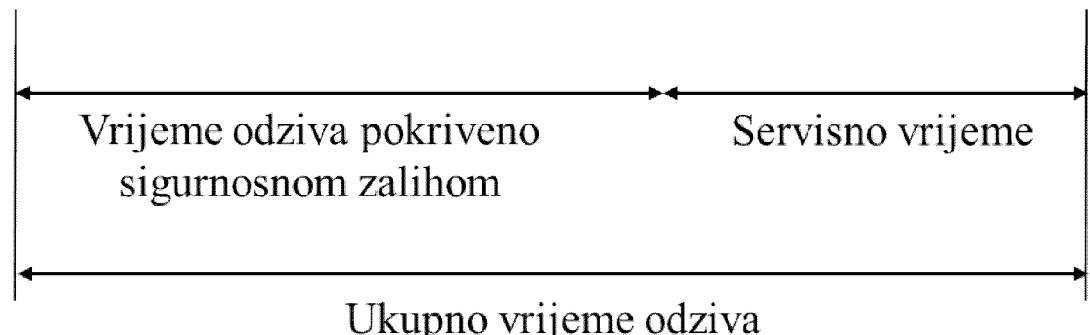 Vrijeme odziva pokriveno
sigurnosnom zalihom
Servisno vrijeme
Ukupno vrijeme odziva